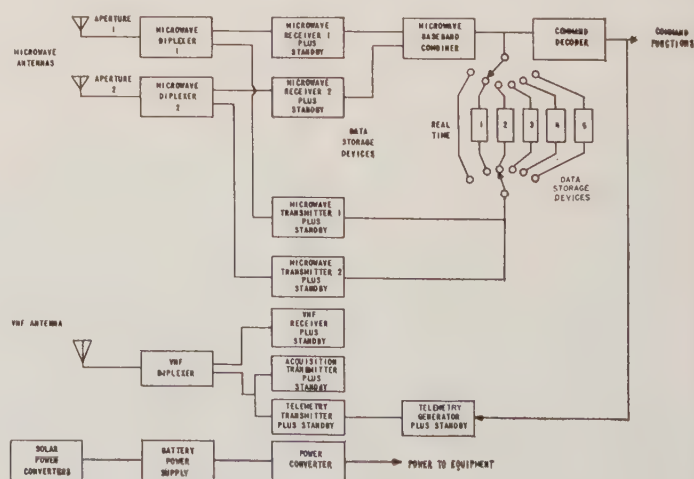 MICROWAVE
ANTENNAS
APERTURE
1
MICROWAVE
DIPLEXER
1
MICROWAVE
RECEIVER 1
PLUS
STANDBY
MICROWAVE
BASEBAND
COMBINER
COMMAND
DECODER
COMMAND
FUNCTIONS
APERTURE
2
MICROWAVE
DIPLEXER
2
MICROWAVE
RECEIVER 2
PLUS
STANDBY
DATA
STORAGE
DEVICES
REAL
TIME
1
2
3
4
5
DATA
STORAGE
DEVICES
MICROWAVE
TRANSMITTER 1
PLUS
STANDBY
MICROWAVE
TRANSMITTER 2
PLUS
STANDBY
VHF ANTENNA
VHF
DIPLEXER
VHF
RECEIVER
PLUS
STANDBY
ACQUISITION
TRANSMITTER
PLUS
STANDBY
TELEMETRY
TRANSMITTER
PLUS STANDBY
TELEMETRY
GENERATOR
PLUS STANDBY
SOLAR
POWER
CONVERTERS
BATTERY
POWER
SUPPLY
POWER
CONVERTER
POWER TO EQUIPMENT